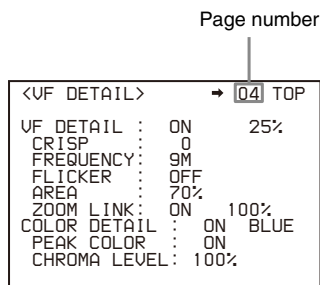 Page number
<VF DETAIL> → 04 TOP
VF DETAIL : ON 25%
CRISP : 0
FREQUENCY: 9M
FLICKER : OFF
AREA : 70%
ZOOM LINK: ON 100%
COLOR DETAIL : ON BLUE
PEAK COLOR : ON
CHROMA LEVEL: 100%